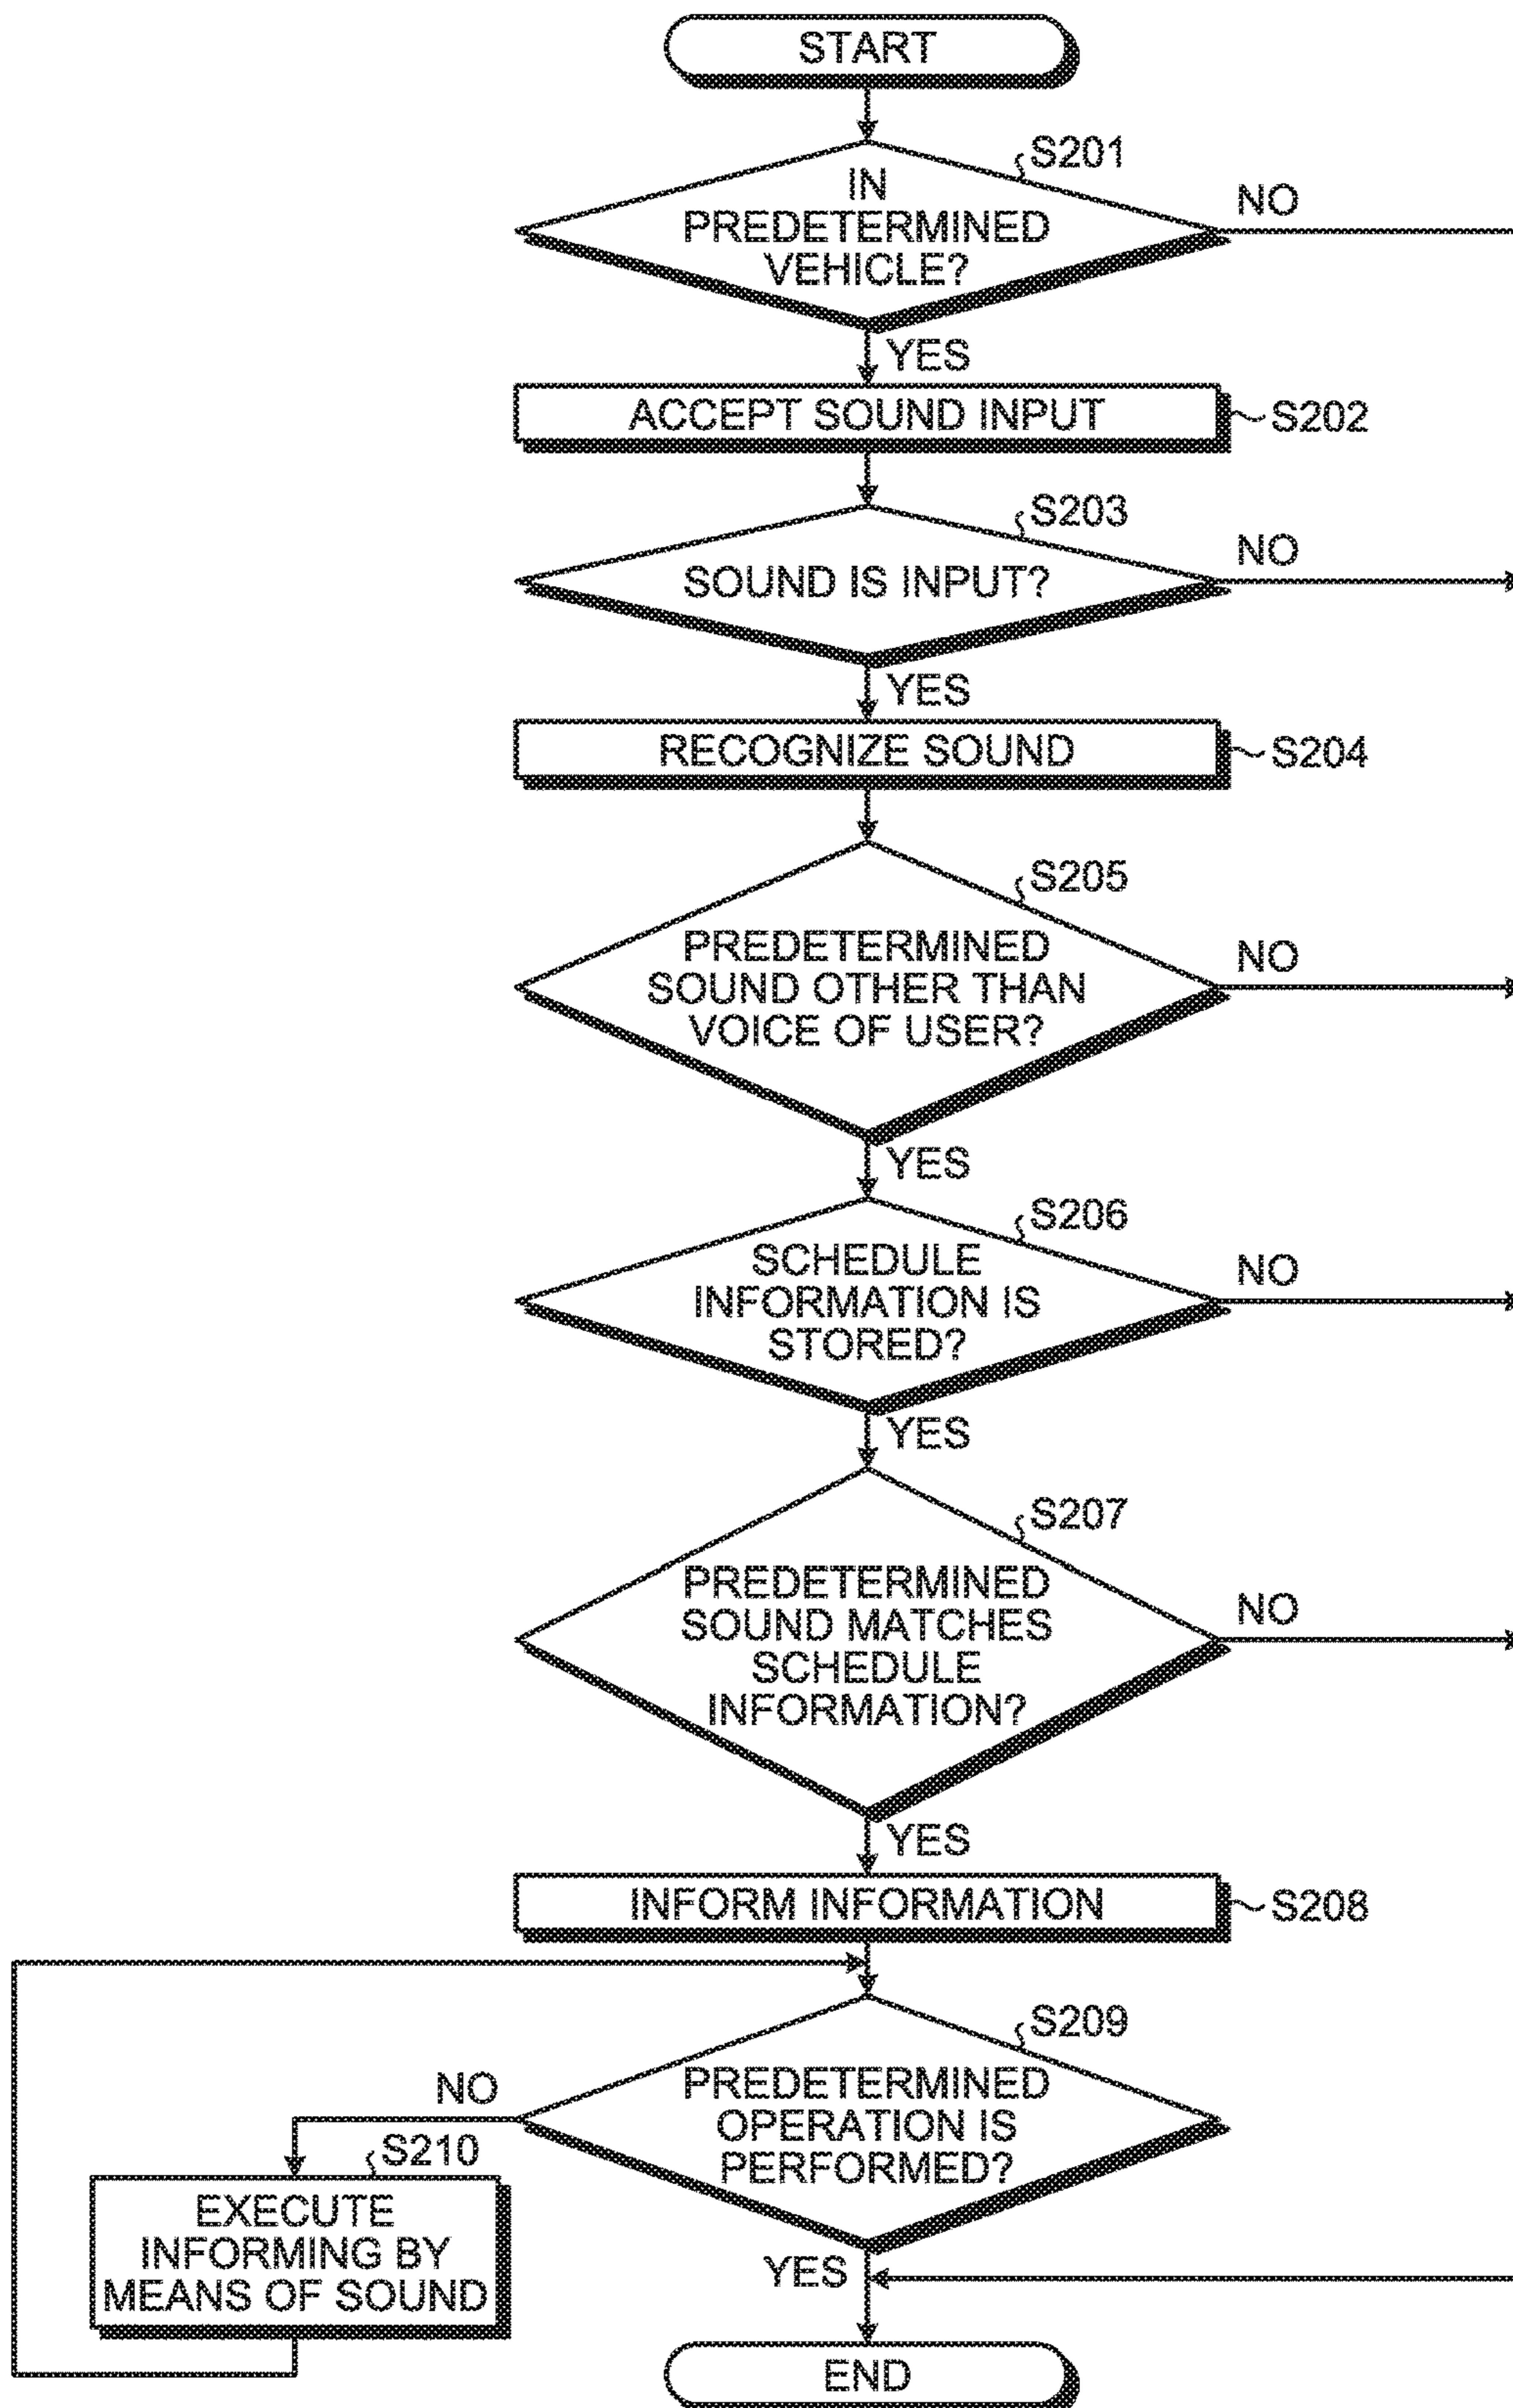 START
S201
IN
PREDETERMINED
VEHICLE?
NO
YES
ACCEPT SOUND INPUT
S202
S203
SOUND IS INPUT?
NO
YES
RECOGNIZE SOUND
S204
S205
PREDETERMINED
SOUND OTHER THAN
VOICE OF USER?
NO
YES
S206
SCHEDULE
INFORMATION IS
STORED?
NO
YES
S207
PREDETERMINED
SOUND MATCHES
SCHEDULE
INFORMATION?
NO
YES
INFORM INFORMATION
S208
S209
PREDETERMINED
OPERATION IS
PERFORMED?
NO
S210
EXECUTE
INFORMING BY
MEANS OF SOUND
YES
END